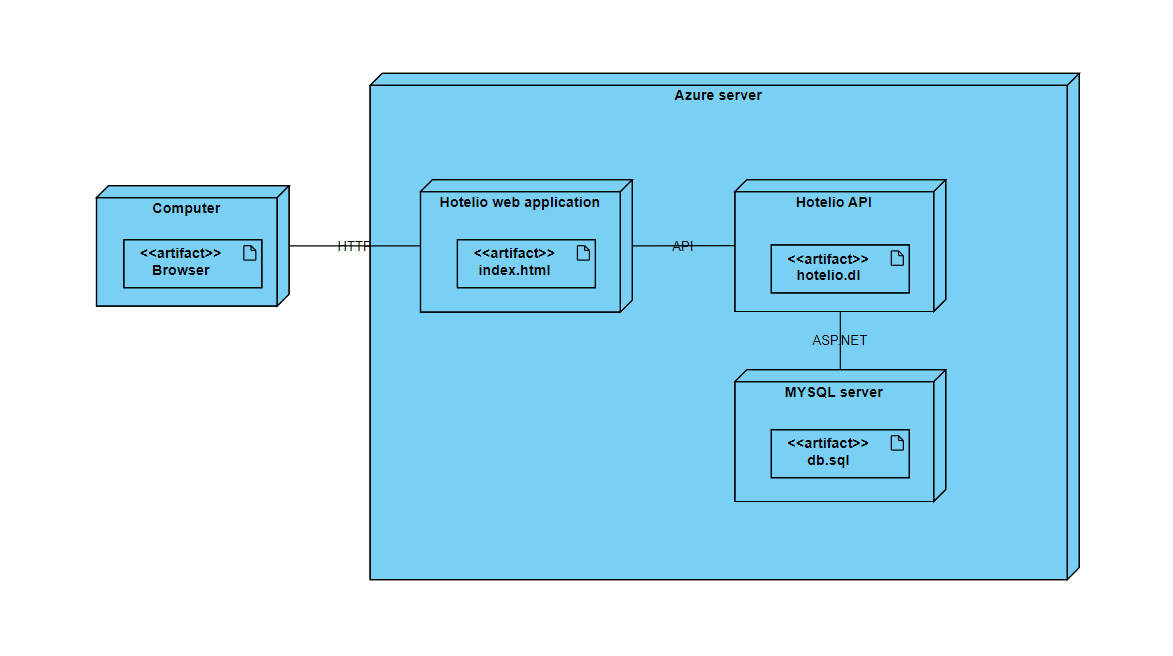 Azure server
Computer
<<artifact>>
Browser
HTTP
Hotelio web application
<<artifact>>
index.html
API
Hotelio API
<<artifact>>
hotelio.dl
ASP.NET
MYSQL server
<<artifact>>
db.sql